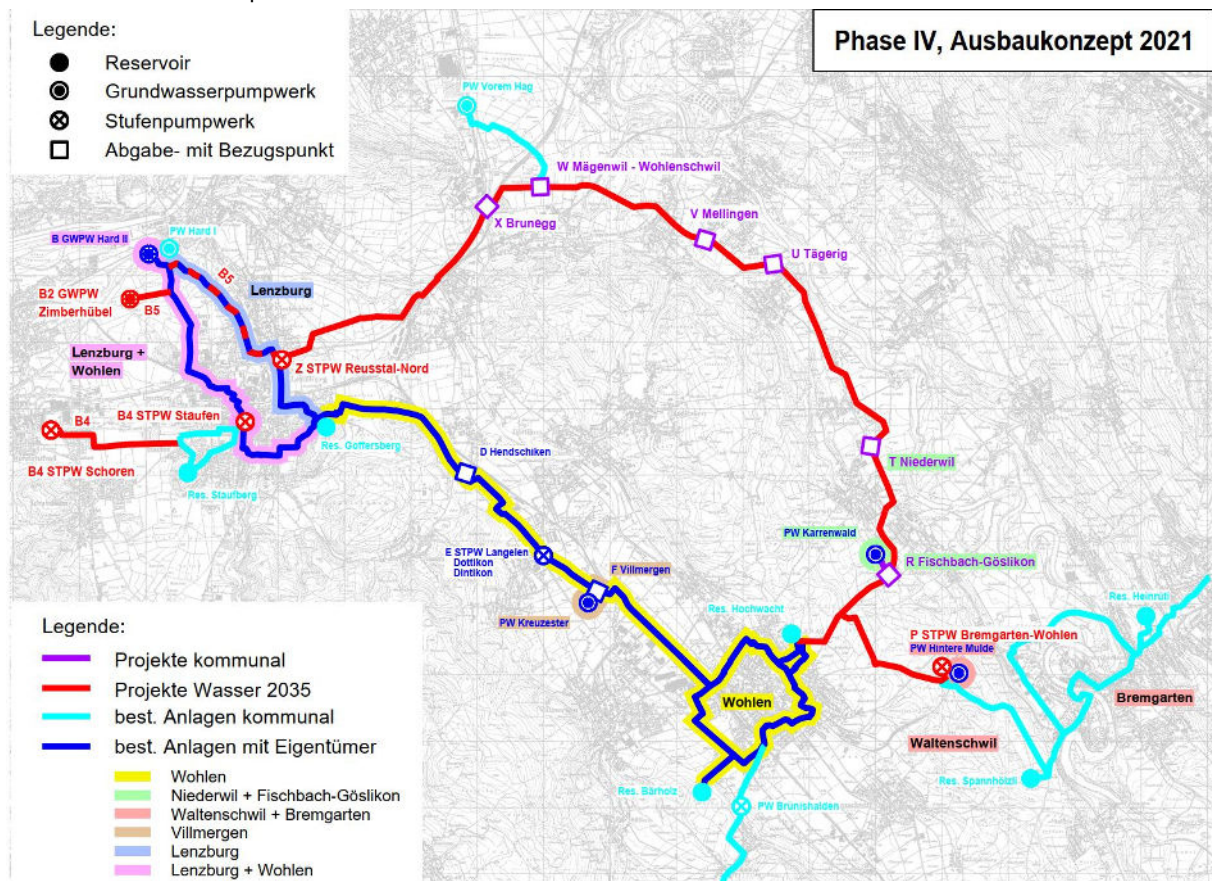 Phase IV, Ausbaukonzept 2021
Legende:
Reservoir
Grundwasserpumpwerk
Stufenpumpwerk
Abgabe- mit Bezugspunkt
PW Vorem Hag
W Mägenwil - Wohlenschwil
X Brunegg
V Mellingen
U Tägerig
B GWPW Hard II
PW Hard I
B5
Lenzburg
B2 GWPW
Zimberhübel
B5
Lenzburg +
Wohlen
Z STPW Reusstal-Nord
B4
B4 STPW Staufen
Res. Goffersberg
B4 STPW Schoren
Res. Staufberg
D Hendschiken
T Niederwil
E STPW Langelen
Dottikon
Dintikon
PW Karrenwald
R Fischbach-Göslikon
F Villmergen
PW Kreuzester
Res. Hochwacht
Res. Heinrüti
P STPW Bremgarten-Wohlen
PW Hintere Mulde
Wohlen
Bremgarten
Waltenschwil
Res. Bärholz
Res. Spannhölzli
PW Brünishalden
Legende:
Projekte kommunal
Projekte Wasser 2035
best. Anlagen kommunal
best. Anlagen mit Eigentümer
Wohlen
Niederwil + Fischbach-Göslikon
Waltenschwil + Bremgarten
Villmergen
Lenzburg
Lenzburg + Wohlen